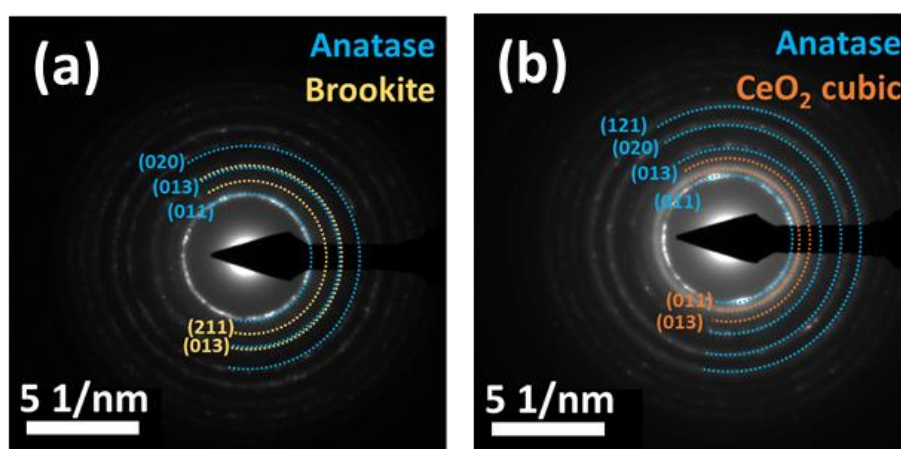 (a)
Anatase
Brookite
(020)
(013)
(011)
(211)
(013)
5 1/nm
(b)
Anatase
CeO₂ cubic
(121)
(020)
(013)
(011)
(011)
(013)
5 1/nm